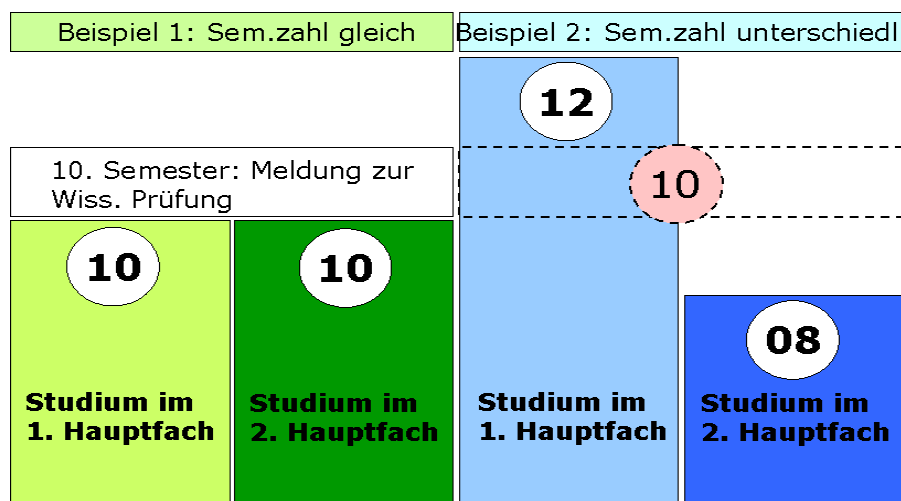 Beispiel 1: Sem.zahl gleich
Beispiel 2: Sem.zahl unterschiedl
12
10. Semester: Meldung zur
Wiss. Prüfung
10
10
10
08
Studium im
1. Hauptfach
Studium im
2. Hauptfach
Studium im
1. Hauptfach
Studium im
2. Hauptfach